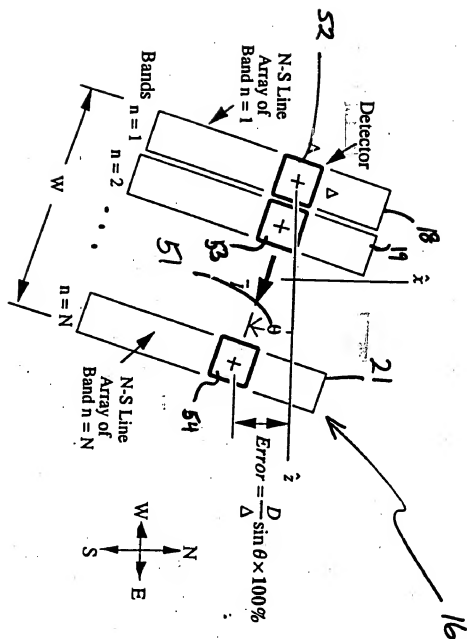 52
Detector
N-S Line
Array of
Band n = 1
Bands
n = 1
n = 2
Δ
Δ
18
19
53
51
x̂
W
...
θ
21
n = N
N-S Line
Array of
Band n = N
54
ẑ
Error = D/Δ sin θ × 100%
16
N
W
E
S